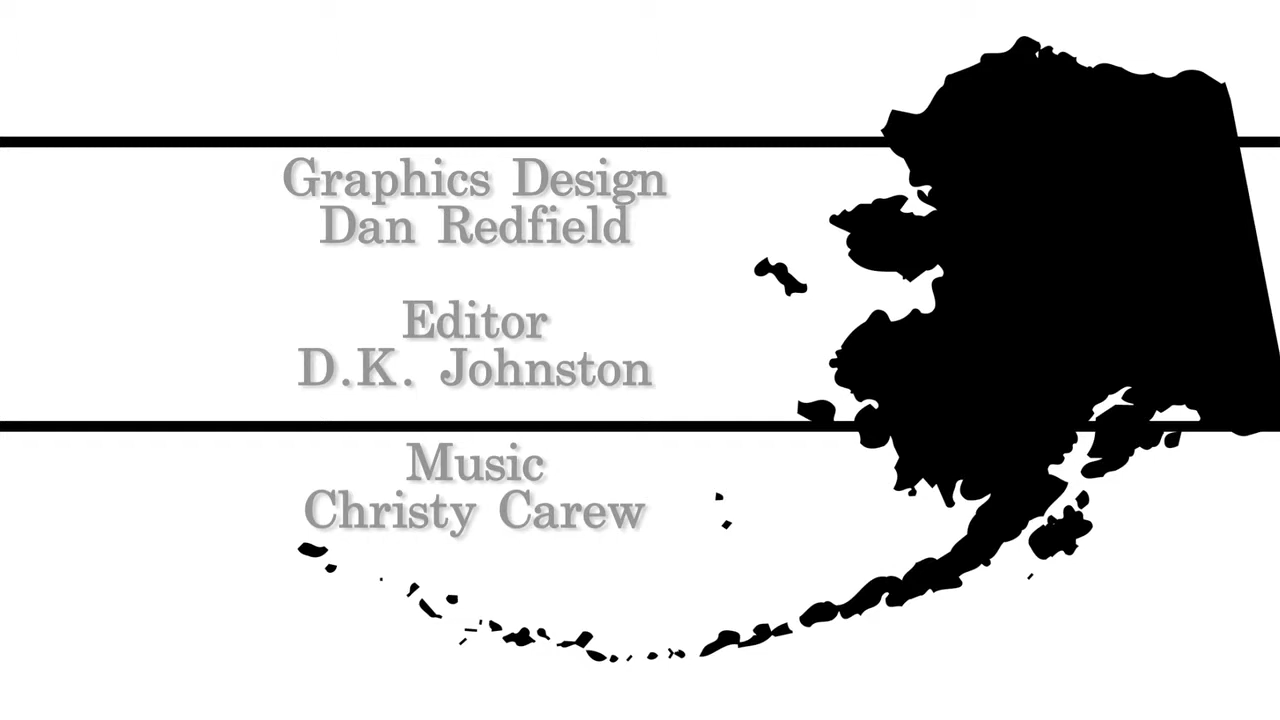 Graphics Design
Dan Redfield
Editor
D.K. Johnston
Music
Christy Carew